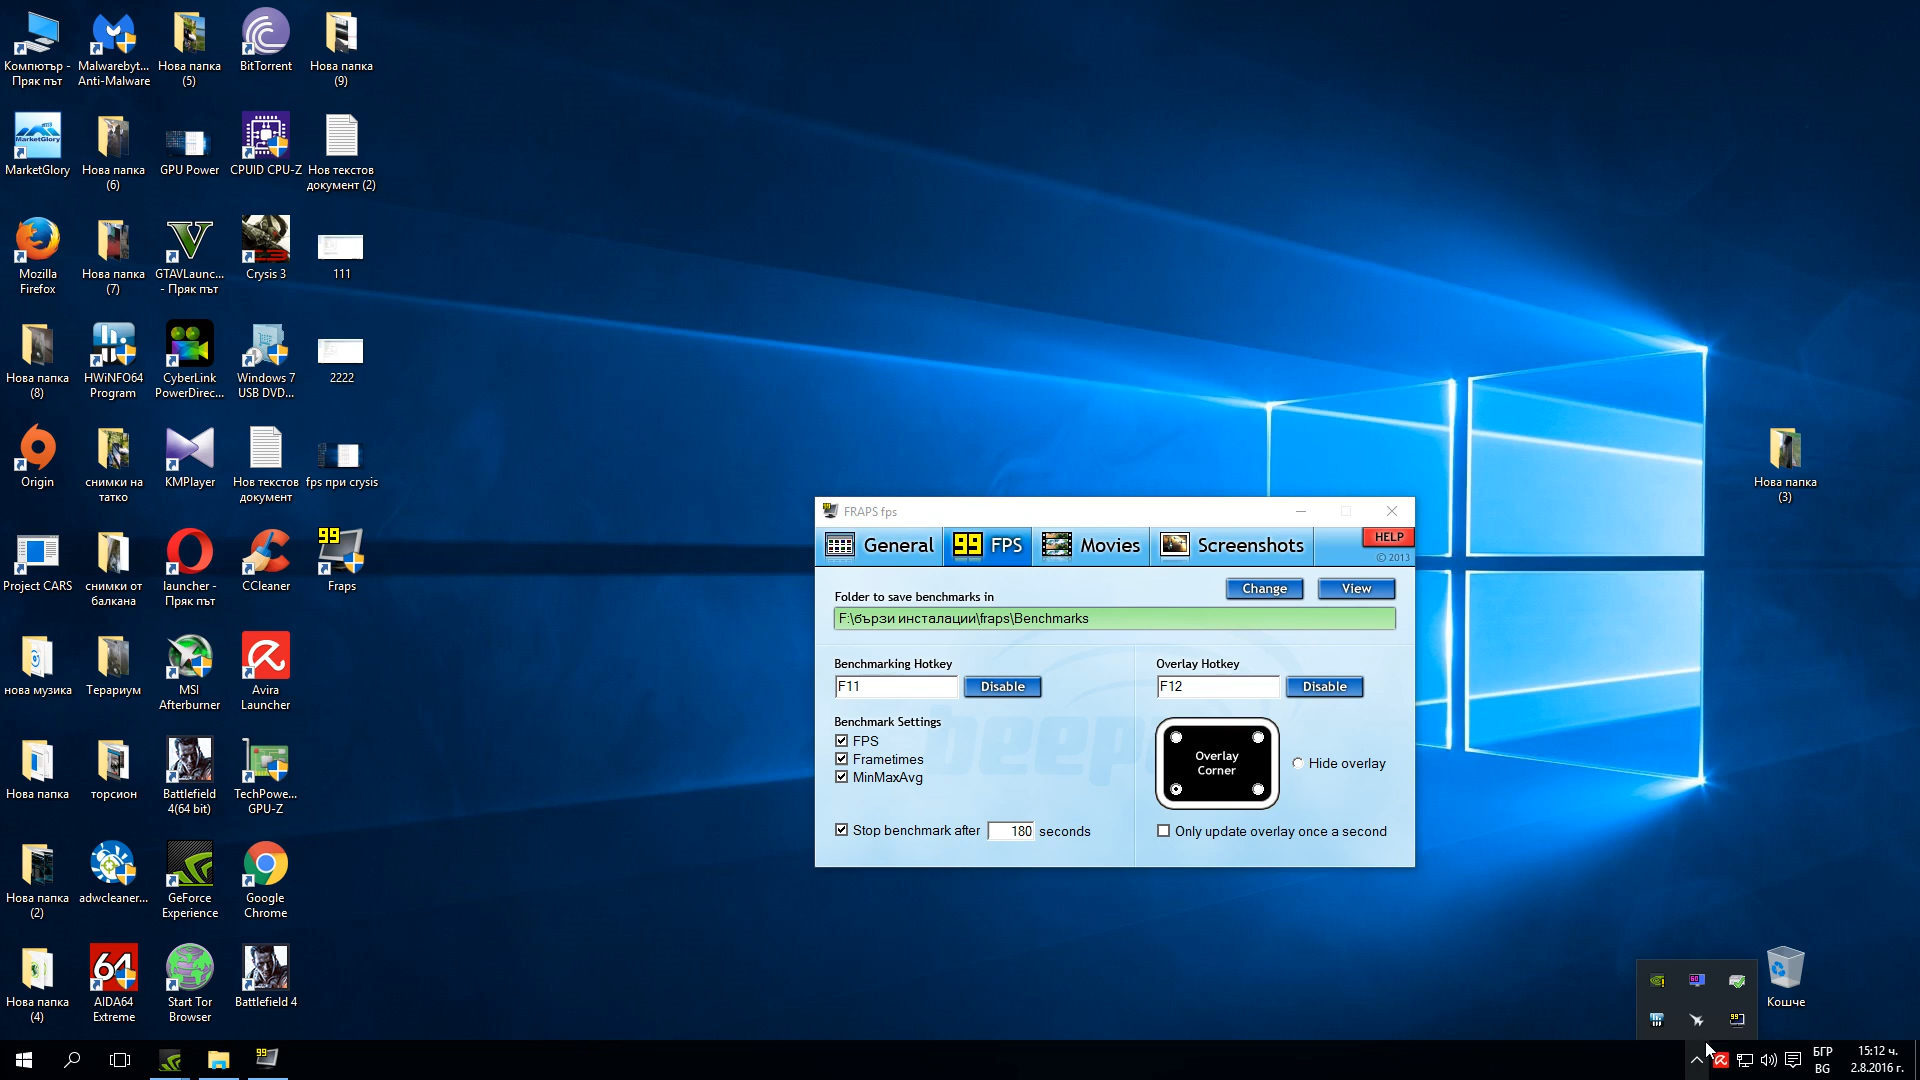 Компютър -
Пряк път
Malwarebyt...
Anti-Malware
Нова папка
(5)
BitTorrent
Нова папка
(9)
MarketGlory
MarketGlory
Нова папка
(6)
GPU Power
CPUID CPU-Z
Нов текстов
документ (2)
Mozilla
Firefox
Нова папка
(7)
GTAVLaunc...
- Пряк път
Crysis 3
111
Нова папка
(8)
HWiNFO64
Program
CyberLink
PowerDirec...
Windows 7
USB DVD...
2222
Origin
снимки на
татко
KMPlayer
Нов текстов
документ
fps при crysis
Project CARS
снимки от
балкана
launcher -
Пряк път
CCleaner
99
Fraps
нова музика
Терариум
MSI
Afterburner
Avira
Launcher
Нова папка
торсион
Battlefield
4(64 bit)
TechPowe...
GPU-Z
Нова папка
(2)
adwcleaner...
GeForce
Experience
Google
Chrome
Нова папка
(4)
64
AIDA64
Extreme
Start Tor
Browser
Battlefield 4
Нова папка
(3)
Кошче
FRAPS fps
General
99 FPS
Movies
Screenshots
HELP
© 2013
Folder to save benchmarks in
Change
View
F:\бързи инсталации\fraps\Benchmarks
Benchmarking Hotkey
F11
Disable
Overlay Hotkey
F12
Disable
Benchmark Settings
FPS
Frametimes
MinMaxAvg
Stop benchmark after 180 seconds
Overlay
Corner
Hide overlay
Only update overlay once a second
beep
60
99
99
БГР
BG
15:12 ч.
2.8.2016 г.